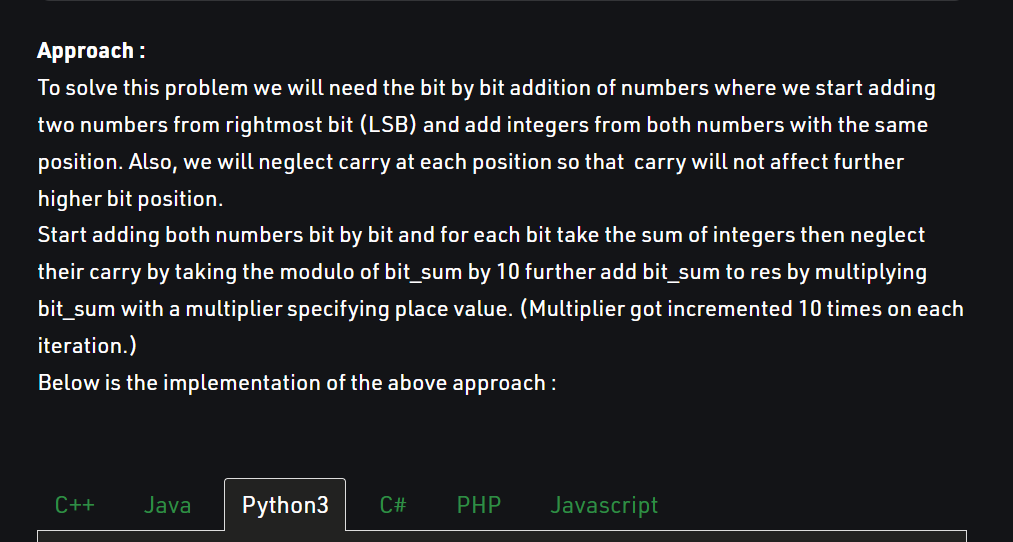 Approach :
To solve this problem we will need the bit by bit addition of numbers where we start adding
two numbers from rightmost bit (LSB) and add integers from both numbers with the same
position. Also, we will neglect carry at each position so that  carry will not affect further
higher bit position.
Start adding both numbers bit by bit and for each bit take the sum of integers then neglect
their carry by taking the modulo of bit_sum by 10 further add bit_sum to res by multiplying
bit_sum with a multiplier specifying place value. (Multiplier got incremented 10 times on each
iteration.)
Below is the implementation of the above approach :
C++ Java Python3 C# PHP Javascript